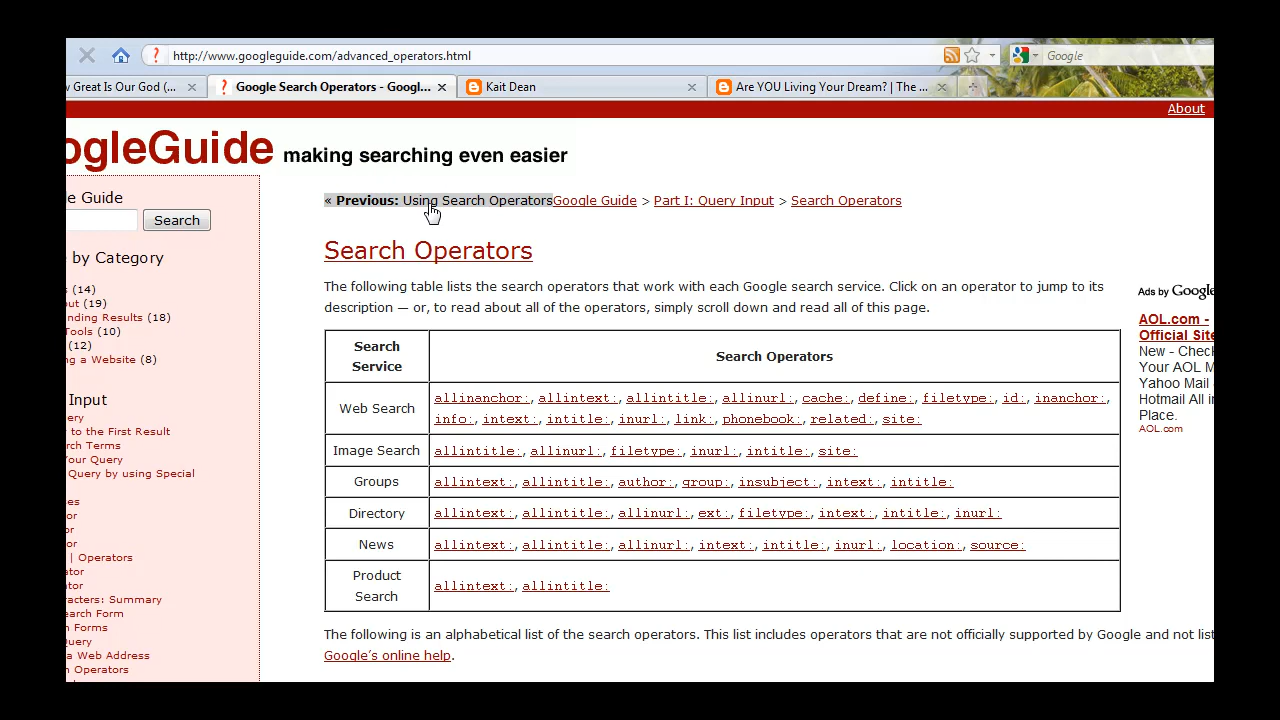 http://www.googleguide.com/advanced_operators.html
Google
w Great Is Our God (...
Google Search Operators - Googl...
Kait Dean
Are YOU Living Your Dream? | The ...
About
ogleGuide making searching even easier
« Previous: Using Search OperatorsGoogle Guide > Part I: Query Input > Search Operators
le Guide
Search
by Category
s (14)
out (19)
anding Results (18)
Tools (10)
(12)
ng a Website (8)
Input
ery
to the First Result
rch Terms
Your Query
Query by using Special
ses
or
or
or
| Operators
ator
tor
racters: Summary
earch Form
n Forms
Query
a Web Address
h Operators
Search Operators
The following table lists the search operators that work with each Google search service. Click on an operator to jump to its
description — or, to read about all of the operators, simply scroll down and read all of this page.
Search Service
Search Operators
Web Search
allinanchor:, allintext:, allintitle:, allinurl:, cache:, define:, filetype:, id:, inanchor:,
info:, intext:, intitle:, inurl:, link:, phonebook:, related:, site:
Image Search
allintitle:, allinurl:, filetype:, inurl:, intitle:, site:
Groups
allintext:, allintitle:, author:, group:, insubject:, intext:, intitle:
Directory
allintext:, allintitle:, allinurl:, ext:, filetype:, intext:, intitle:, inurl:
News
allintext:, allintitle:, allinurl:, intext:, intitle:, inurl:, location:, source:
Product Search
allintext:, allintitle:
The following is an alphabetical list of the search operators. This list includes operators that are not officially supported by Google and not list
Google's online help.
Ads by Google
AOL.com -
Official Site
New - Check
Your AOL M
Yahoo Mail
Hotmail All in
Place.
AOL.com